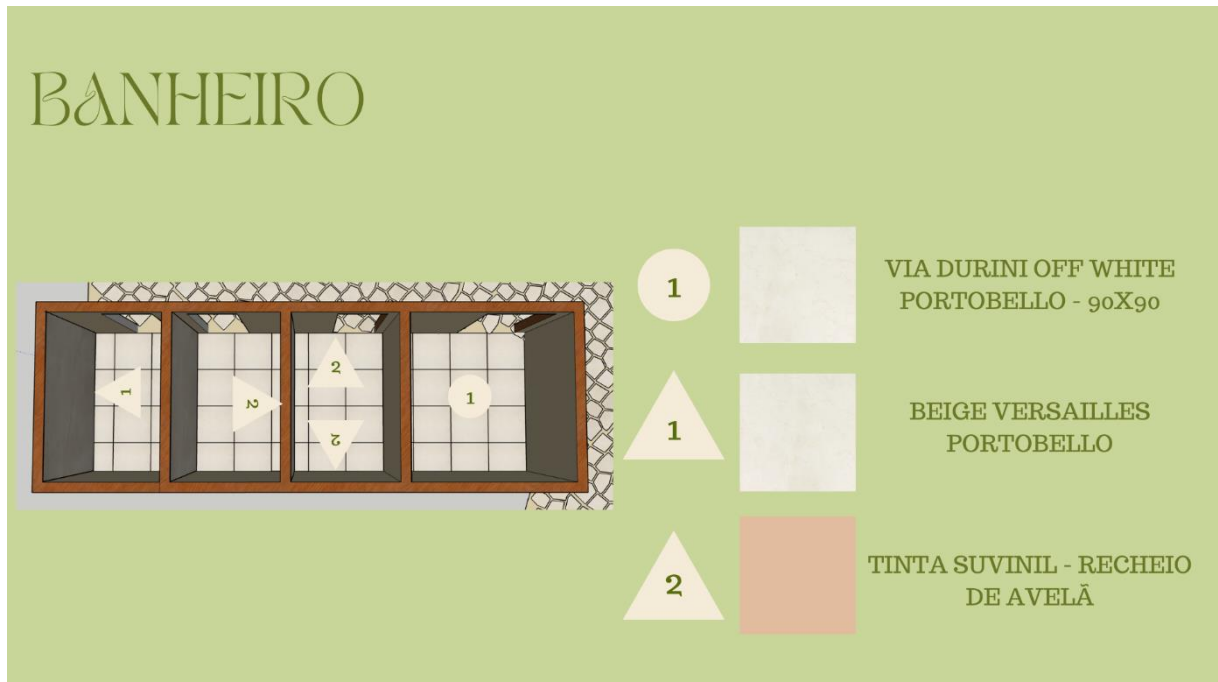 BANHEIRO
1
2
2
2
1
1
VIA DURINI OFF WHITE
PORTOBELLO - 90X90
1
BEIGE VERSAILLES
PORTOBELLO
2
TINTA SUVINIL - RECHEIO
DE AVELÃ